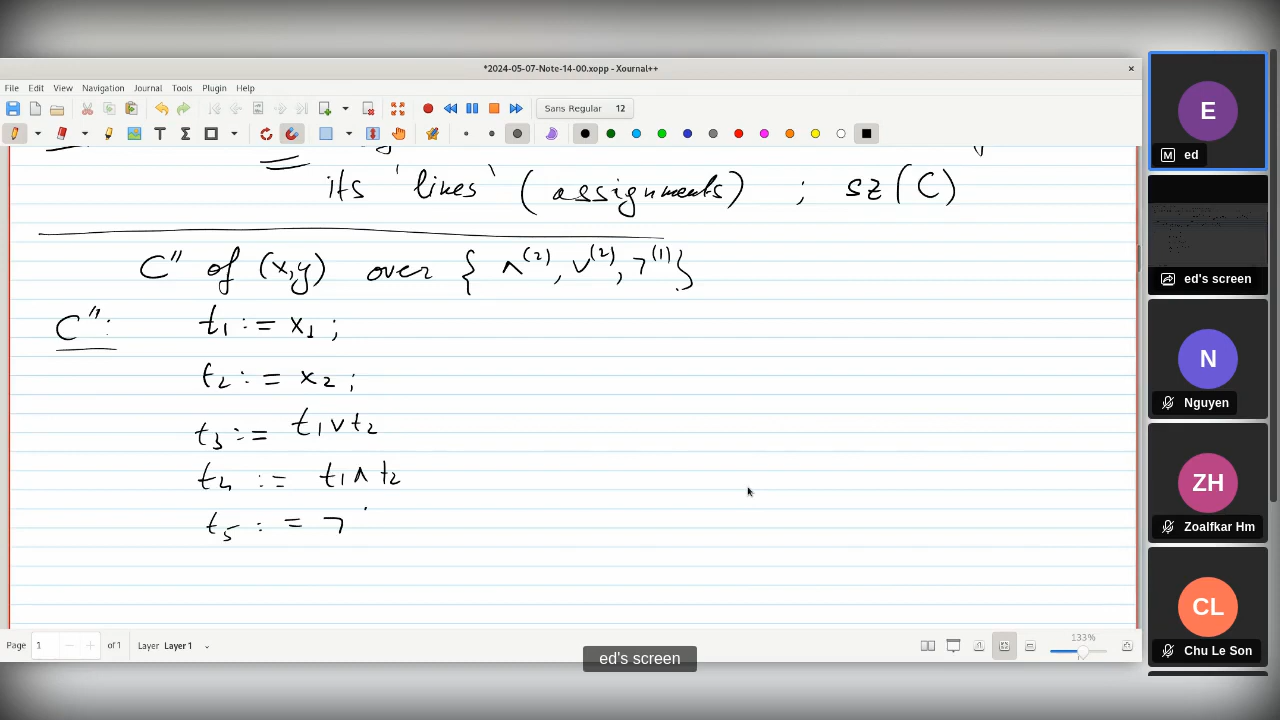 *2024-05-07-Note-14-00.xopp - Xournal++
File Edit View Navigation Journal Tools Plugin Help
Sans Regular 12
its 'lines' (assignments) ; sz(C)
C'' of (x,y) over { ∧⁽²⁾, ∨⁽²⁾, ¬⁽¹⁾ }
C'': t₁ := x₁ ;
t₂ := x₂ ;
t₃ := t₁ ∨ t₂
t₄ := t₁ ∧ t₂
t₅ := ¬
Page 1 of 1 Layer Layer 1 133%
ed's screen
E
ed
ed's screen
N
Nguyen
ZH
Zoalfkar Hm
CL
Chu Le Son